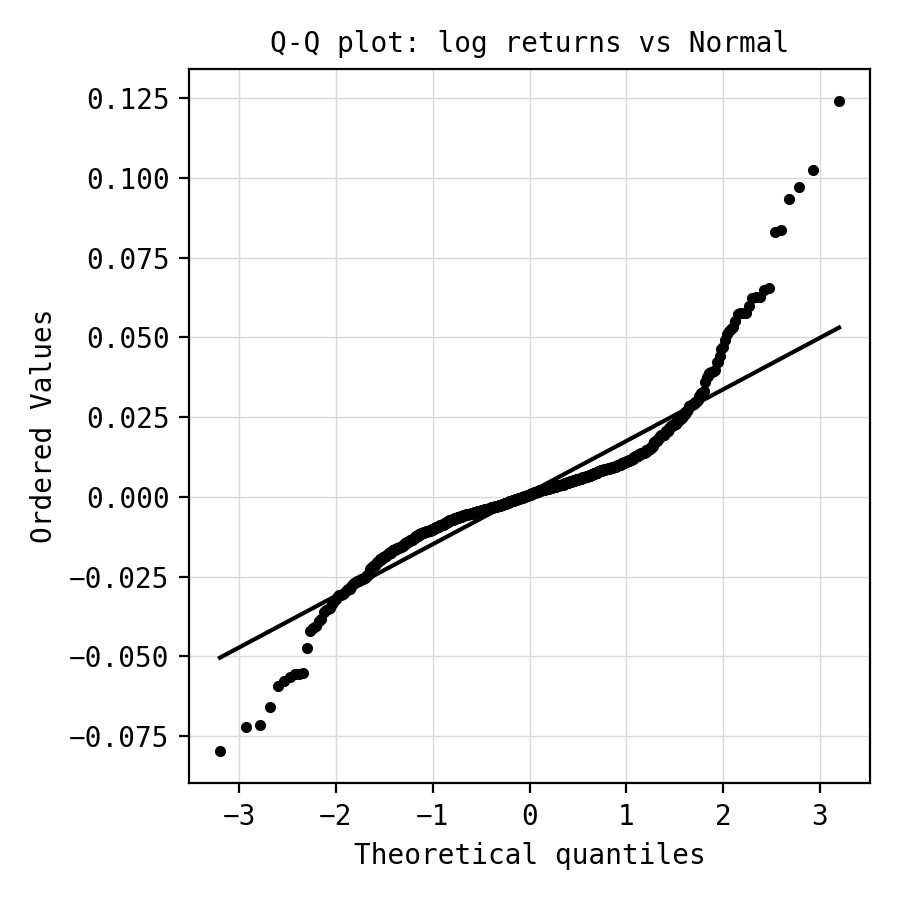 Q-Q plot: log returns vs Normal
0.125
0.100
0.075
0.050
0.025
0.000
−0.025
−0.050
−0.075
Ordered Values
−3 −2 −1 0 1 2 3
Theoretical quantiles